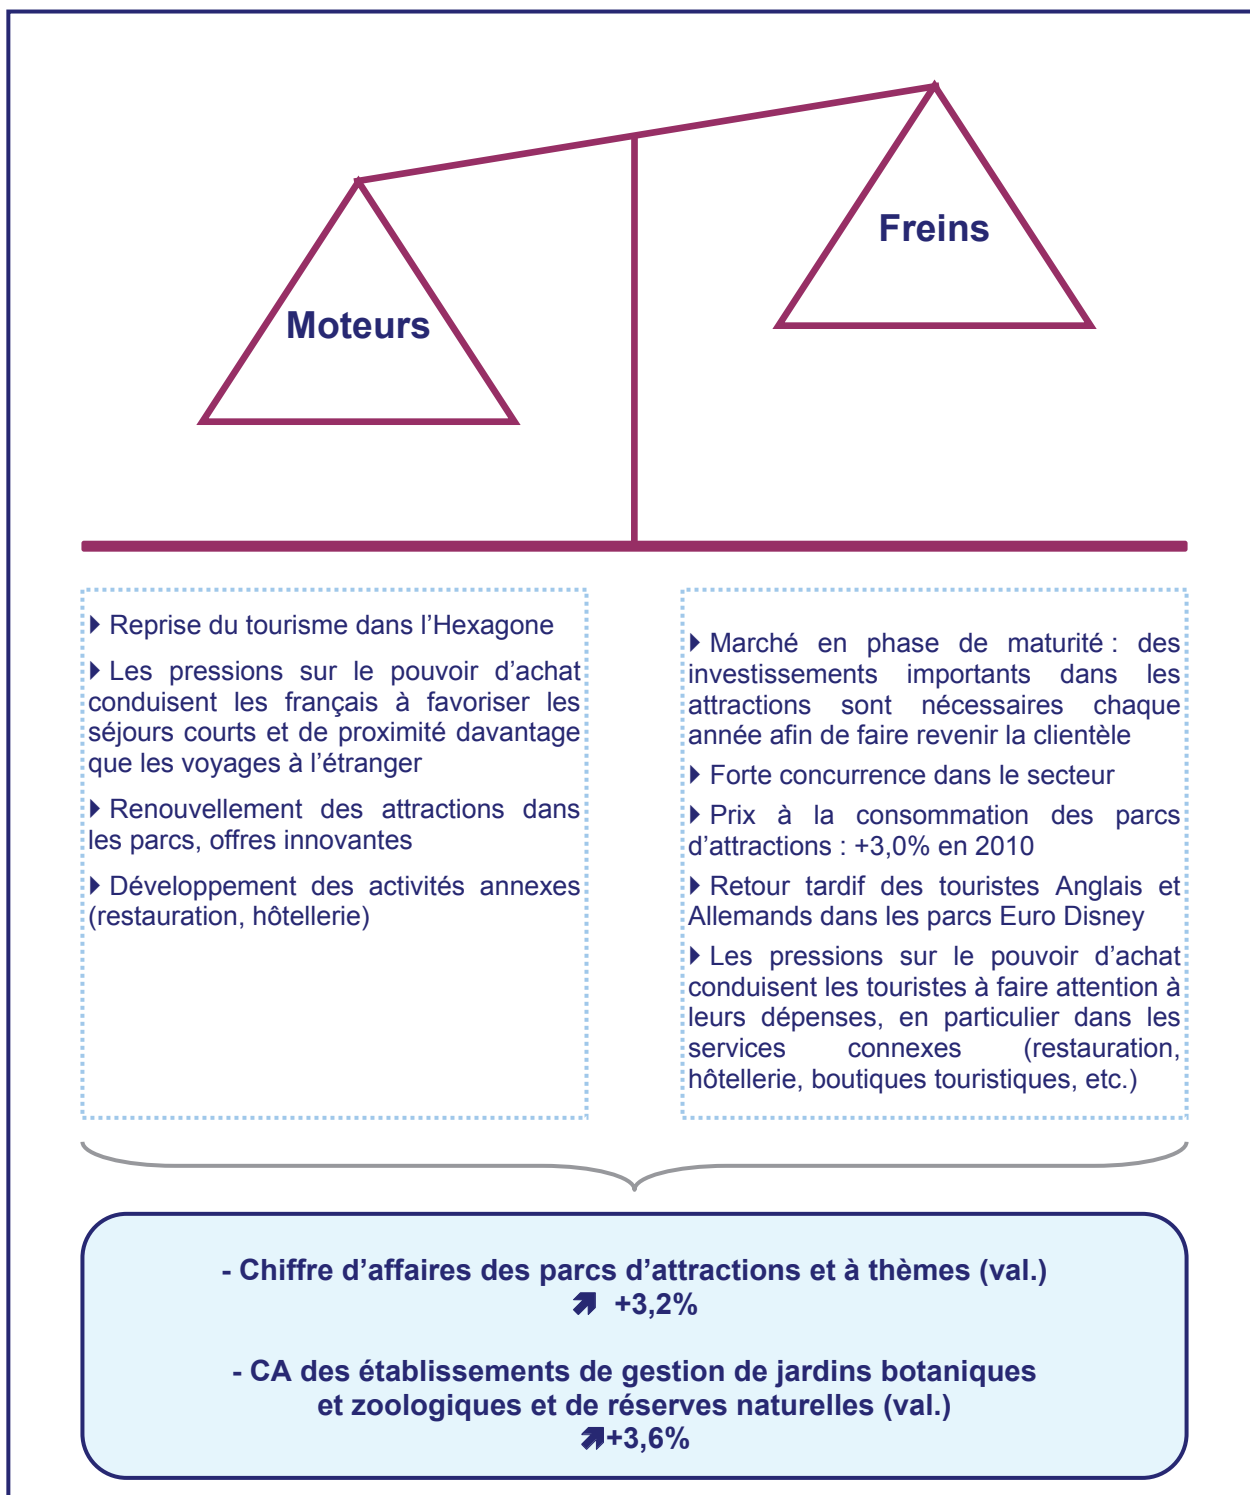 Freins
Moteurs
Reprise du tourisme dans l’Hexagone
Les pressions sur le pouvoir d’achat
conduisent les français à favoriser les
séjours courts et de proximité davantage
que les voyages à l’étranger
Renouvellement des attractions dans
les parcs, offres innovantes
Développement des activités annexes
(restauration, hôtellerie)
Marché en phase de maturité : des
investissements importants dans les
attractions sont nécessaires chaque
année afin de faire revenir la clientèle
Forte concurrence dans le secteur
Prix à la consommation des parcs
d’attractions : +3,0% en 2010
Retour tardif des touristes Anglais et
Allemands dans les parcs Euro Disney
Les pressions sur le pouvoir d’achat
conduisent les touristes à faire attention à
leurs dépenses, en particulier dans les
services connexes (restauration,
hôtellerie, boutiques touristiques, etc.)
- Chiffre d’affaires des parcs d’attractions et à thèmes (val.)
+3,2%
- CA des établissements de gestion de jardins botaniques
et zoologiques et de réserves naturelles (val.)
+3,6%